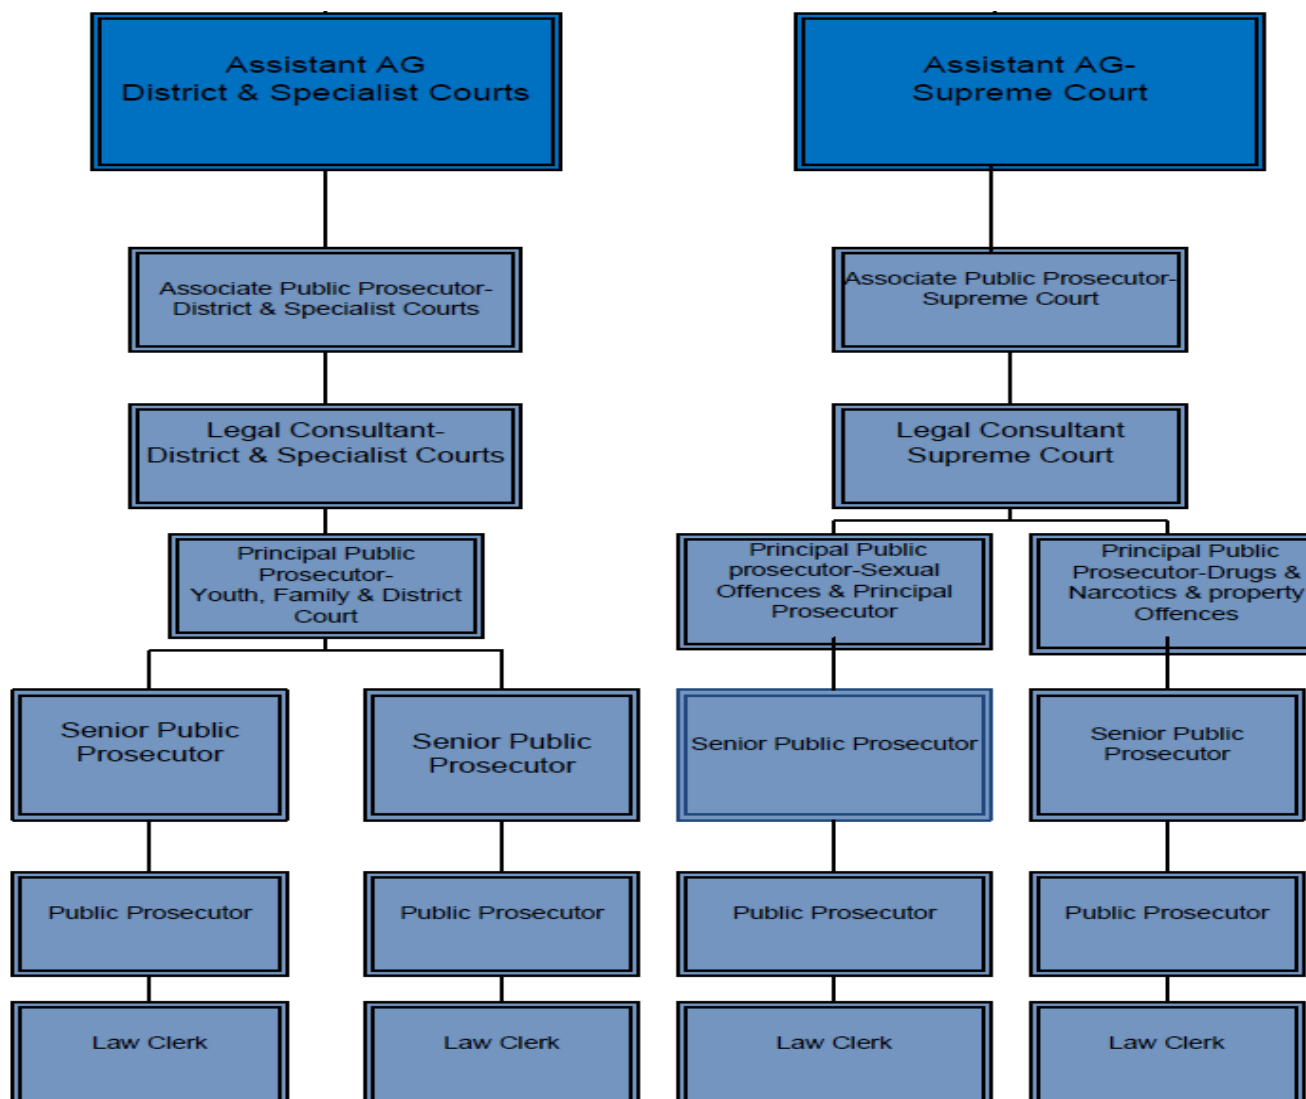 Assistant AG
District & Specialist Courts
Assistant AG-
Supreme Court
Associate Public Prosecutor-
District & Specialist Courts
Associate Public Prosecutor-
Supreme Court
Legal Consultant-
District & Specialist Courts
Legal Consultant
Supreme Court
Principal Public
Prosecutor-
Youth, Family & District
Court
Principal Public
prosecutor-Sexual
Offences & Principal
Prosecutor
Principal Public
Prosecutor-Drugs &
Narcotics & property
Offences
Senior Public
Prosecutor
Senior Public
Prosecutor
Senior Public Prosecutor
Senior Public
Prosecutor
Public Prosecutor
Public Prosecutor
Public Prosecutor
Public Prosecutor
Law Clerk
Law Clerk
Law Clerk
Law Clerk